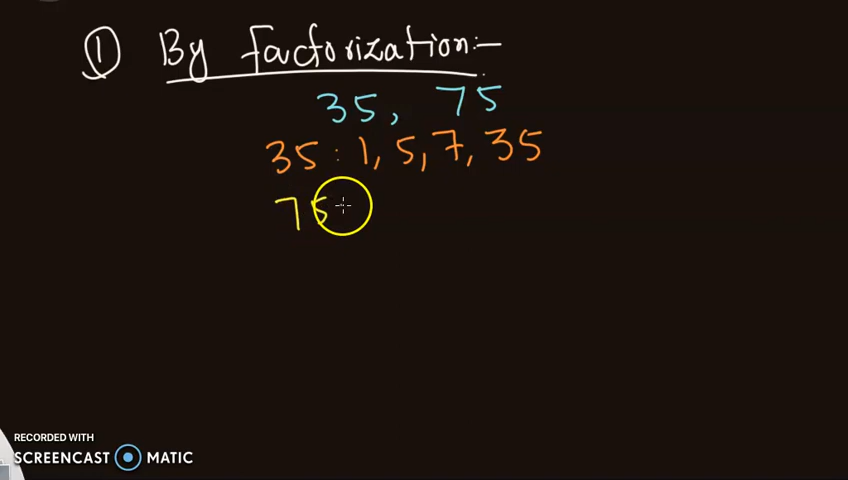 ① By Factorization:-
35, 75
35 : 1, 5, 7, 35
75
RECORDED WITH
SCREENCAST MATIC